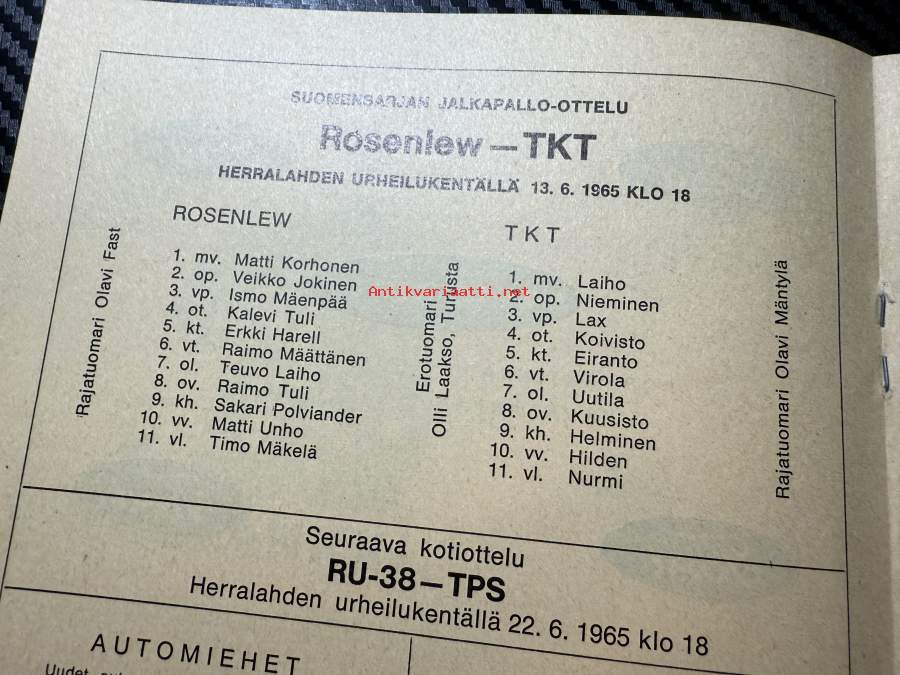 SUOMENSARJAN JALKAPALLO-OTTELU
Rosenlew — TKT
HERRALAHDEN URHEILUKENTÄLLÄ 13. 6. 1965 KLO 18
Rajatuomari Olavi Fast
ROSENLEW
1. mv. Matti Korhonen
2. op. Veikko Jokinen
3. vp. Ismo Mäenpää
4. ot. Kalevi Tuli
5. kt. Erkki Harell
6. vt. Raimo Määttänen
7. ol. Teuvo Laiho
8. ov. Raimo Tuli
9. kh. Sakari Polviander
10. vv. Matti Unho
11. vl. Timo Mäkelä
Erotuomari
Olli Laakso, Turusta
TKT
1. mv. Laiho
2. op. Nieminen
3. vp. Lax
4. ot. Koivisto
5. kt. Eiranto
6. vt. Virola
7. ol. Uutila
8. ov. Kuusisto
9. kh. Helminen
10. vv. Hilden
11. vl. Nurmi
Rajatuomari Olavi Mäntylä
Antikvariaatti.net
Seuraava kotiottelu
RU-38—TPS
Herralahden urheilukentällä 22. 6. 1965 klo 18
AUTOMIEHET
Uudet